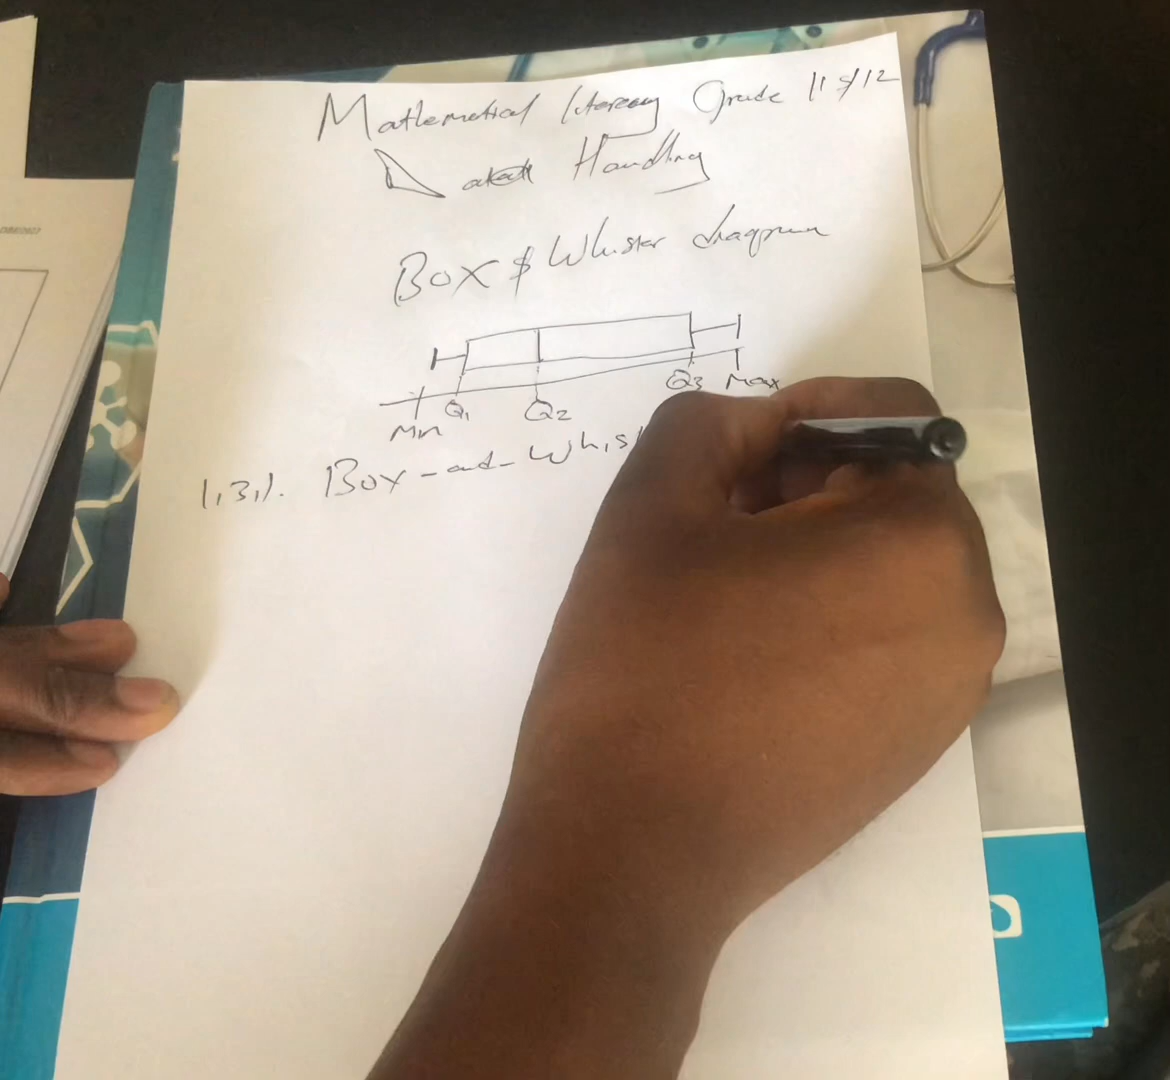 Mathematical literacy Grade 11 & 12
Data Handling
Box & Whisker diagram
Min Q1 Q2 Q3 Max
1.3.1. Box-and-Whis